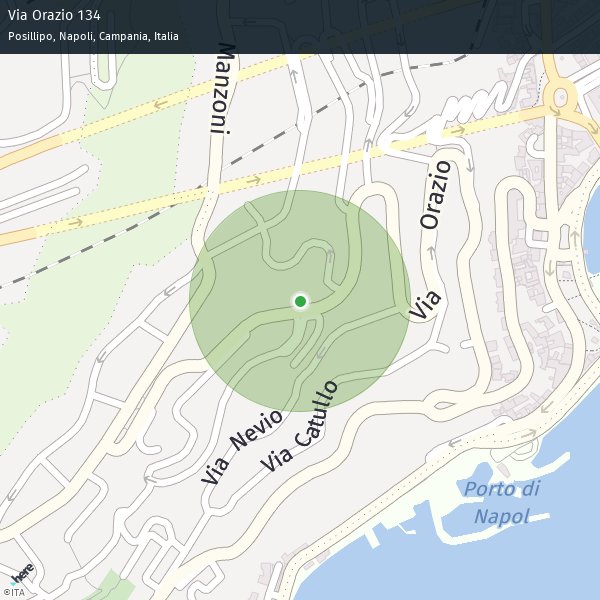 Via Orazio 134
Posillipo, Napoli, Campania, Italia
Manzoni
Orazio
Via
Via Nevio
Via Catullo
Porto di
Napol
here
©ITA